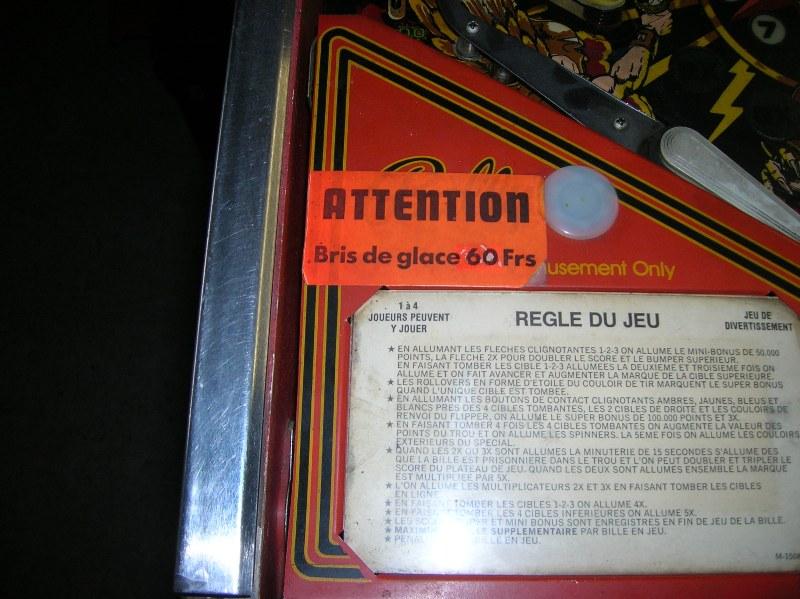 7
ATTENTION
Bris de glace 60 Frs
usement Only
1 à 4
JOUEURS PEUVENT
Y JOUER
REGLE DU JEU
JEU DE
DIVERTISSEMENT
★ EN ALLUMANT LES FLECHES CLIGNOTANTES 1-2-3 ON ALLUME LE MINI-BONUS DE 50.000
POINTS, LA FLECHE 2X POUR DOUBLER LE SCORE ET LE BUMPER SUPERIEUR.
EN FAISANT TOMBER LES CIBLE 1-2-3 ALLUMEES LA DEUXIEME ET TROISIEME FOIS ON
ALLUME ET ON FAIT AVANCER ET AUGMENTER LA MARQUE DE LA CIBLE SUPERIEURE.
★ LES ROLLOVERS EN FORME D'ETOILE DU COULOIR DE TIR MARQUENT LE SUPER BONUS
QUAND L'UNIQUE CIBLE EST TOMBEE.
★ EN ALLUMANT LES BOUTONS DE CONTACT CLIGNOTANTS AMBRES, JAUNES, BLEUS ET
BLANCS PRES DES 4 CIBLES TOMBANTES, LES 2 CIBLES DE DROITE ET LES COULOIRS DE
RENVOI DU FLIPPER, ON ALLUME LE SUPER BONUS DE 100.000 POINTS ET 3X.
★ EN FAISANT TOMBER 4 FOIS LES 4 CIBLES TOMBANTES ON AUGMENTE LA VALEUR DES
POINTS DU TROU ET ON ALLUME LES SPINNERS. LA 5EME FOIS ON ALLUME LES COULOIRS
EXTERIEURS DU SPECIAL.
★ QUAND LES 2X OU 3X SONT ALLUMES LA MINUTERIE DE 15 SECONDES S'ALLUME DES
QUE LA BILLE EST PRISONNIERE DANS LE TROU ET L'ON PEUT DOUBLER ET TRIPLER LE
SCORE DU PLATEAU DE JEU. QUAND LES DEUX SONT ALLUMES ENSEMBLE LA MARQUE
EST MULTIPLIEE PAR 5X.
★ L'ON ALLUME LES MULTIPLICATEURS 2X ET 3X EN FAISANT TOMBER LES CIBLES
EN LIGNE
★ EN FAISANT TOMBER LES CIBLES 1-2-3 ON ALLUME 4X.
★ EN FAISANT TOMBER LES 4 CIBLES INFERIEURES ON ALLUME 5X.
★ LES ET MINI BONUS SONT ENREGISTRES EN FIN DE JEU DE LA BILLE.
★ SUPPLEMENTAIRE PAR BILLE EN JEU.
★ BILLE EN JEU.